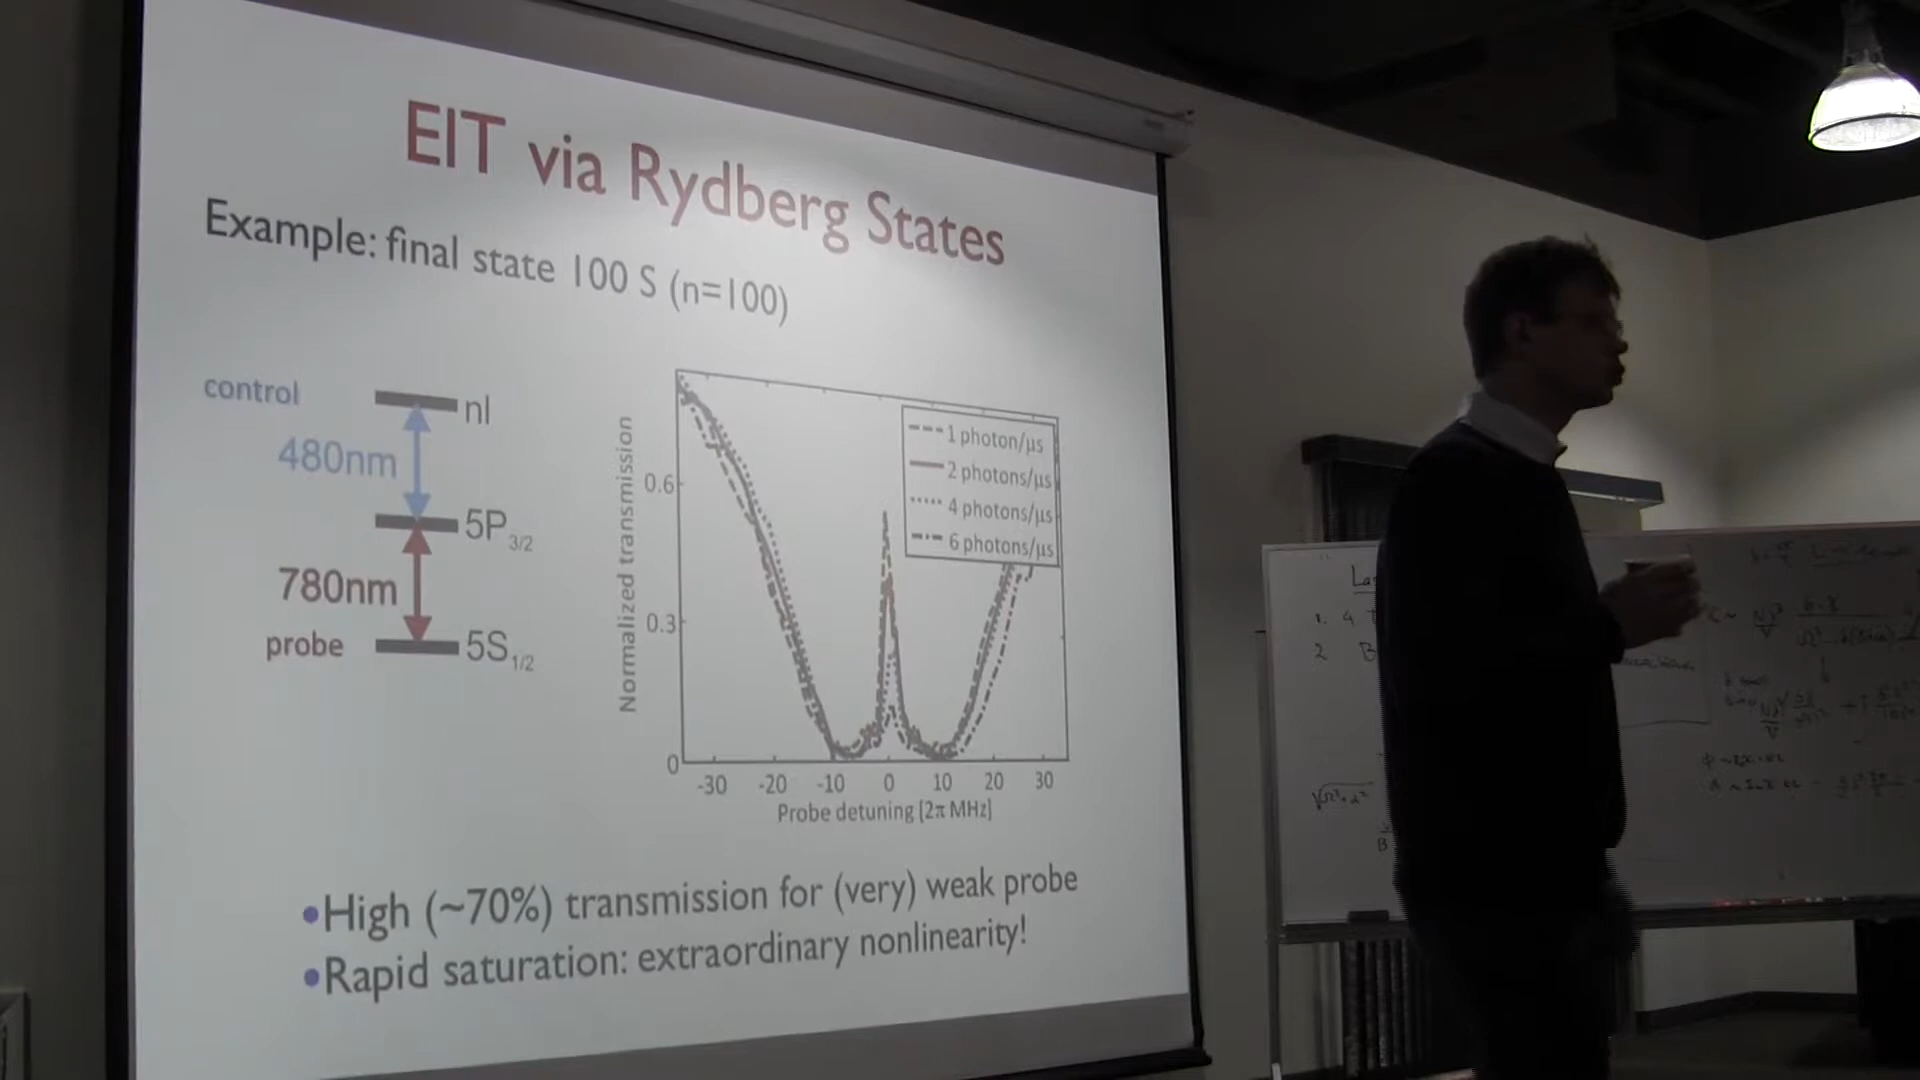 EIT via Rydberg States
Example: final state 100 S (n=100)
control
nl
480nm
5P3/2
780nm
probe
5S1/2
Normalized transmission
0.6
0.3
0
1 photon/μs
2 photons/μs
4 photons/μs
6 photons/μs
-30 -20 -10 0 10 20 30
Probe detuning [2π MHz]
•High (~70%) transmission for (very) weak probe
•Rapid saturation: extraordinary nonlinearity!
1. 4
2 B